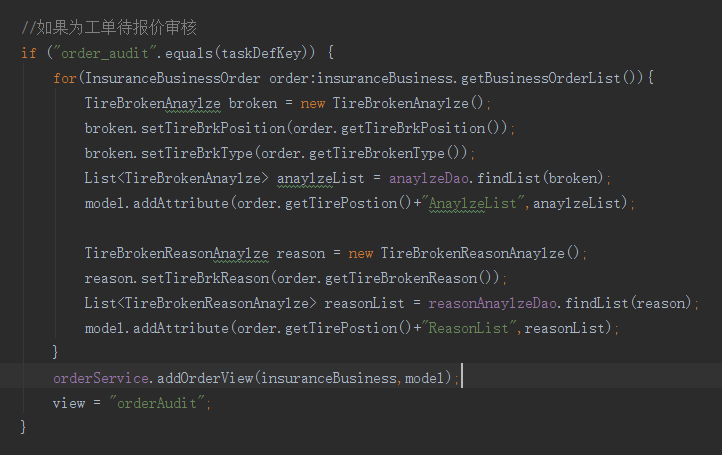 //如果为工单待报价审核
if ("order_audit".equals(taskDefKey)) {
for(InsuranceBusinessOrder order:insuranceBusiness.getBusinessOrderList()){
TireBrokenAnaylze broken = new TireBrokenAnaylze();
broken.setTireBrkPosition(order.getTireBrkPosition());
broken.setTireBrkType(order.getTireBrokenType());
List<TireBrokenAnaylze> anaylzeList = anaylzeDao.findList(broken);
model.addAttribute(order.getTirePostion()+"AnaylzeList",anaylzeList);
TireBrokenReasonAnaylze reason = new TireBrokenReasonAnaylze();
reason.setTireBrkReason(order.getTireBrokenReason());
List<TireBrokenReasonAnaylze> reasonList = reasonAnaylzeDao.findList(reason);
model.addAttribute(order.getTirePostion()+"ReasonList",reasonList);
}
orderService.addOrderView(insuranceBusiness,model);
view = "orderAudit";
}